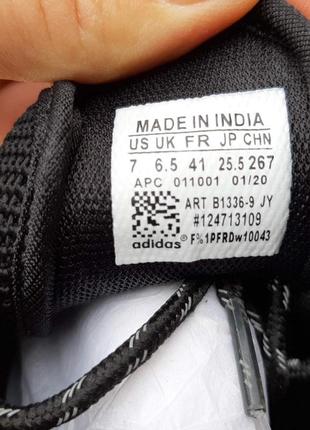 MADE IN INDIA
US UK FR JP CHN
7 6.5 41 25.5 267
APC 011001 01/20
ART B1336-9 JY
#124713109
adidas® F%1PFRDw10043